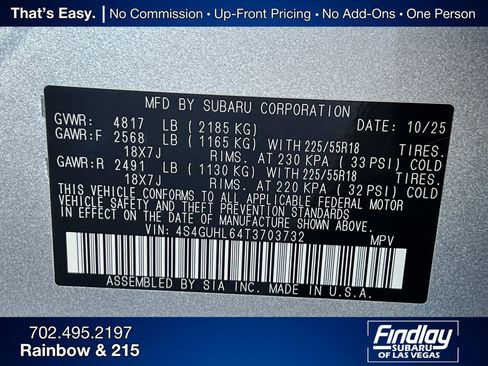 That's Easy. | No Commission - Up-Front Pricing - No Add-Ons - One Person
MFD BY SUBARU CORPORATION
GVWR: 4817 LB ( 2185 KG) DATE: 10/25
GAWR:F 2568 LB ( 1165 KG) WITH 225/55R18 TIRES.
18X7J RIMS. AT 230 KPA ( 33 PSI) COLD
GAWR:R 2491 LB ( 1130 KG) WITH 225/55R18 TIRES.
18X7J RIMS. AT 220 KPA ( 32 PSI) COLD
THIS VEHICLE CONFORMS TO ALL APPLICABLE FEDERAL MOTOR
VEHICLE SAFETY AND THEFT PREVENTION STANDARDS
IN EFFECT ON THE DATE OF MANUFACTURE SHOWN ABOVE.
VIN: 4S4GUHL64T3703732 MPV
ASSEMBLED BY SIA INC. MADE IN U.S.A.
702.495.2197
Rainbow & 215
Findlay
SUBARU
OF LAS VEGAS